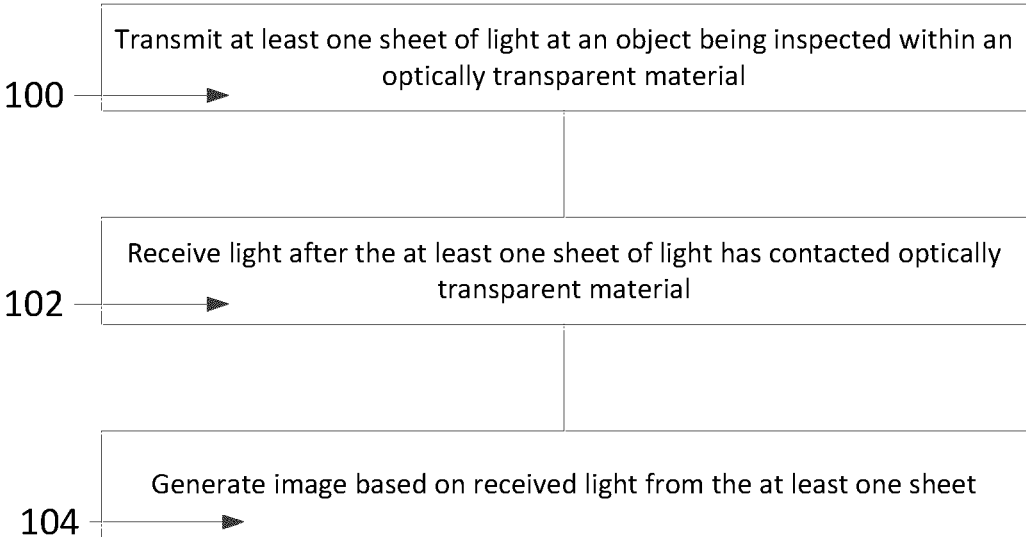 Transmit at least one sheet of light at an object being inspected within an
optically transparent material
100
Receive light after the at least one sheet of light has contacted optically
transparent material
102
Generate image based on received light from the at least one sheet
104